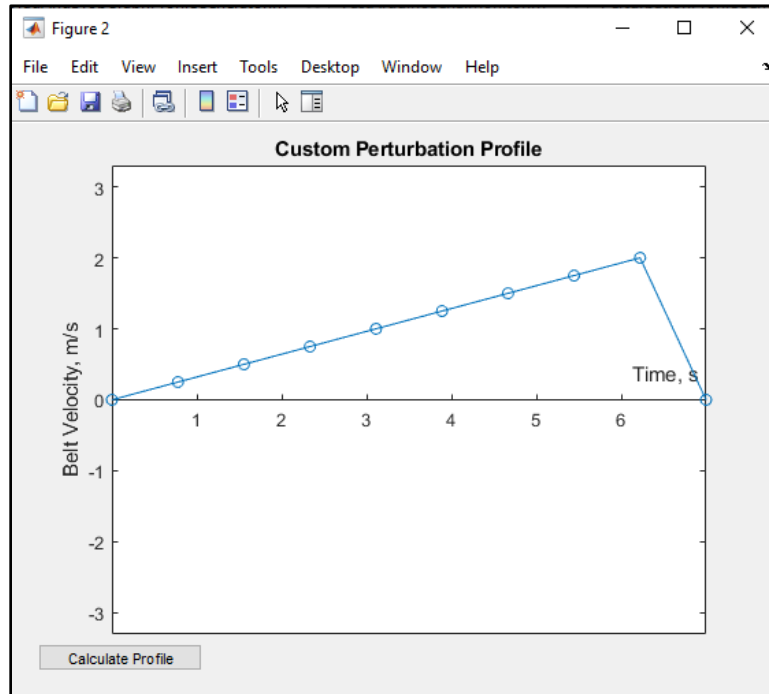 Figure 2
File Edit View Insert Tools Desktop Window Help
Custom Perturbation Profile
3
2
1
0
-1
-2
-3
Belt Velocity, m/s
Time, s
1 2 3 4 5 6
Calculate Profile